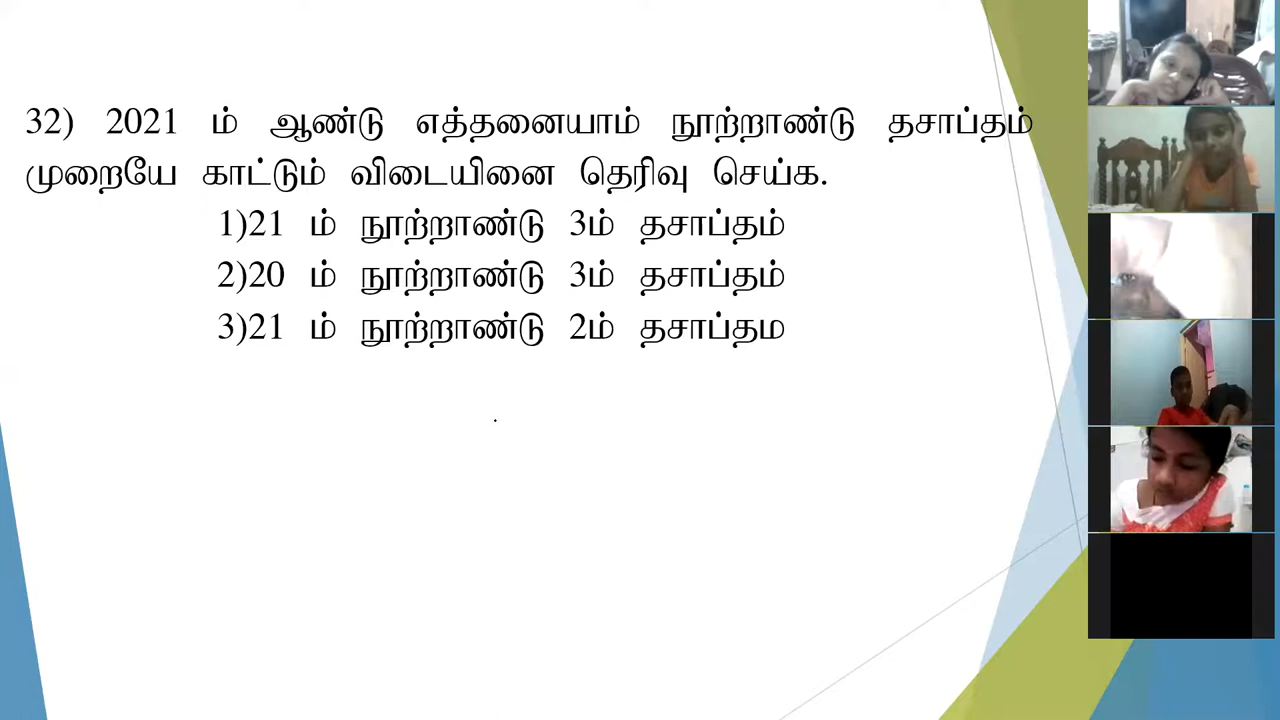 32) 2021 ம் ஆண்டு எத்தனையாம் நூற்றாண்டு தசாப்தம்
முறையே காட்டும் விடையினை தெரிவு செய்க.
1)21 ம் நூற்றாண்டு 3ம் தசாப்தம்
2)20 ம் நூற்றாண்டு 3ம் தசாப்தம்
3)21 ம் நூற்றாண்டு 2ம் தசாப்தம